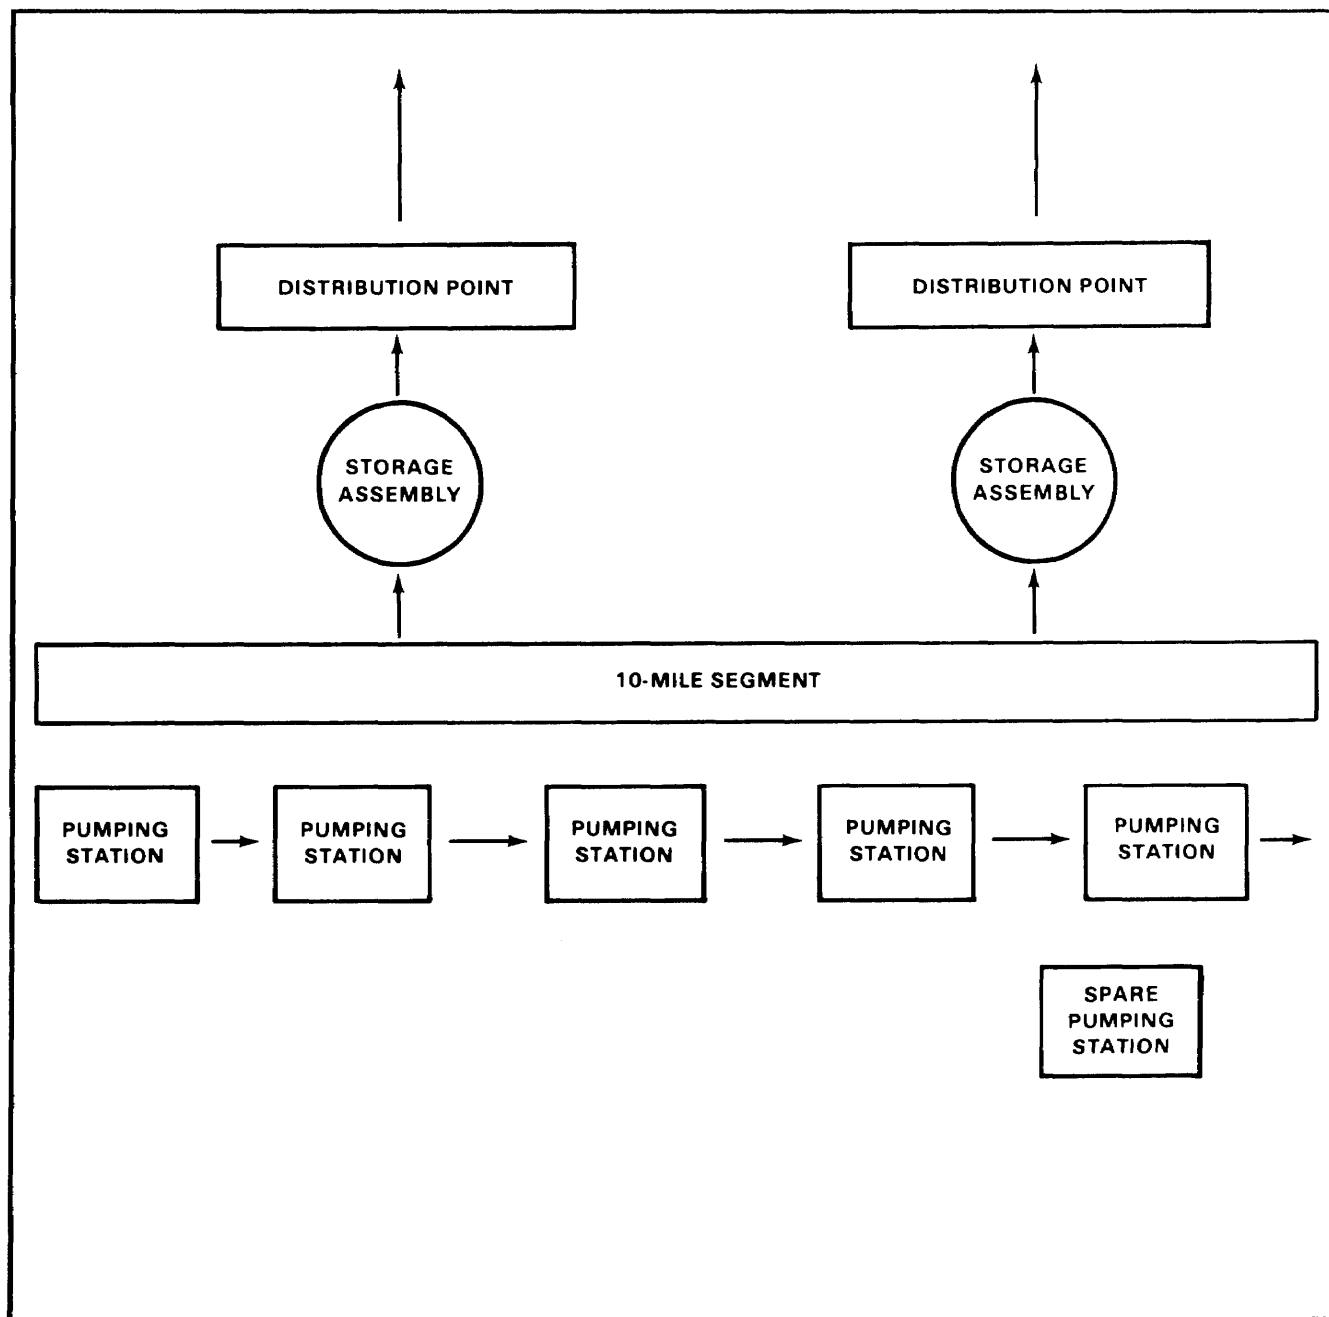 DISTRIBUTION POINT
DISTRIBUTION POINT
STORAGE
ASSEMBLY
STORAGE
ASSEMBLY
10-MILE SEGMENT
PUMPING
STATION
PUMPING
STATION
PUMPING
STATION
PUMPING
STATION
PUMPING
STATION
SPARE
PUMPING
STATION